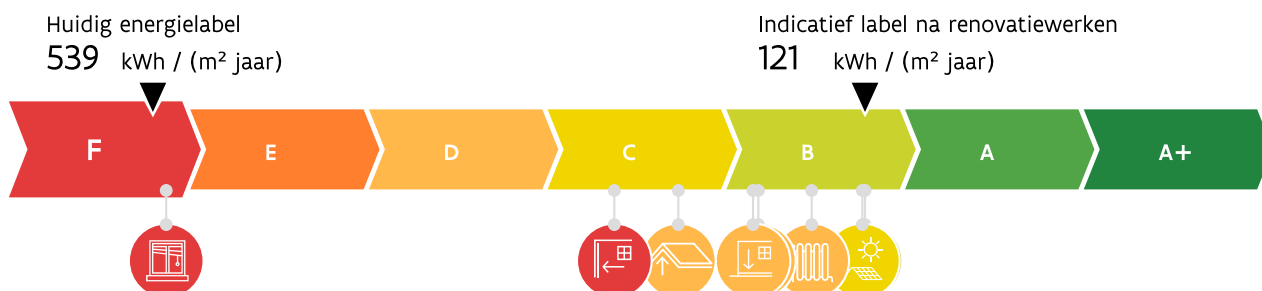 Huidig energielabel
539 kWh / (m² jaar)
Indicatief label na renovatiewerken
121 kWh / (m² jaar)
F E D C B A A+